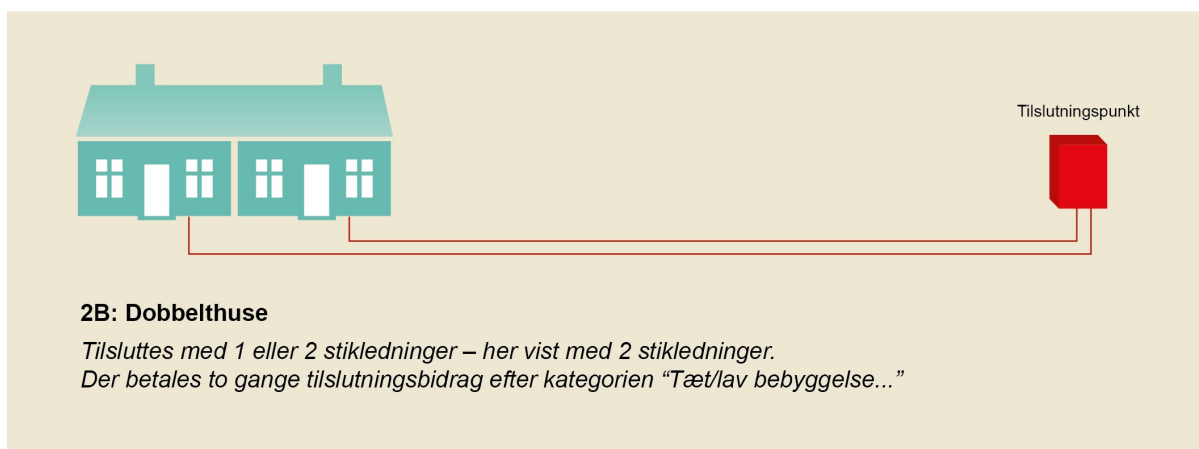 Tilslutningspunkt
2B: Dobbelthuse
Tilsluttes med 1 eller 2 stikledninger – her vist med 2 stikledninger.
Der betales to gange tilslutningsbidrag efter kategorien “Tæt/lav bebyggelse...”